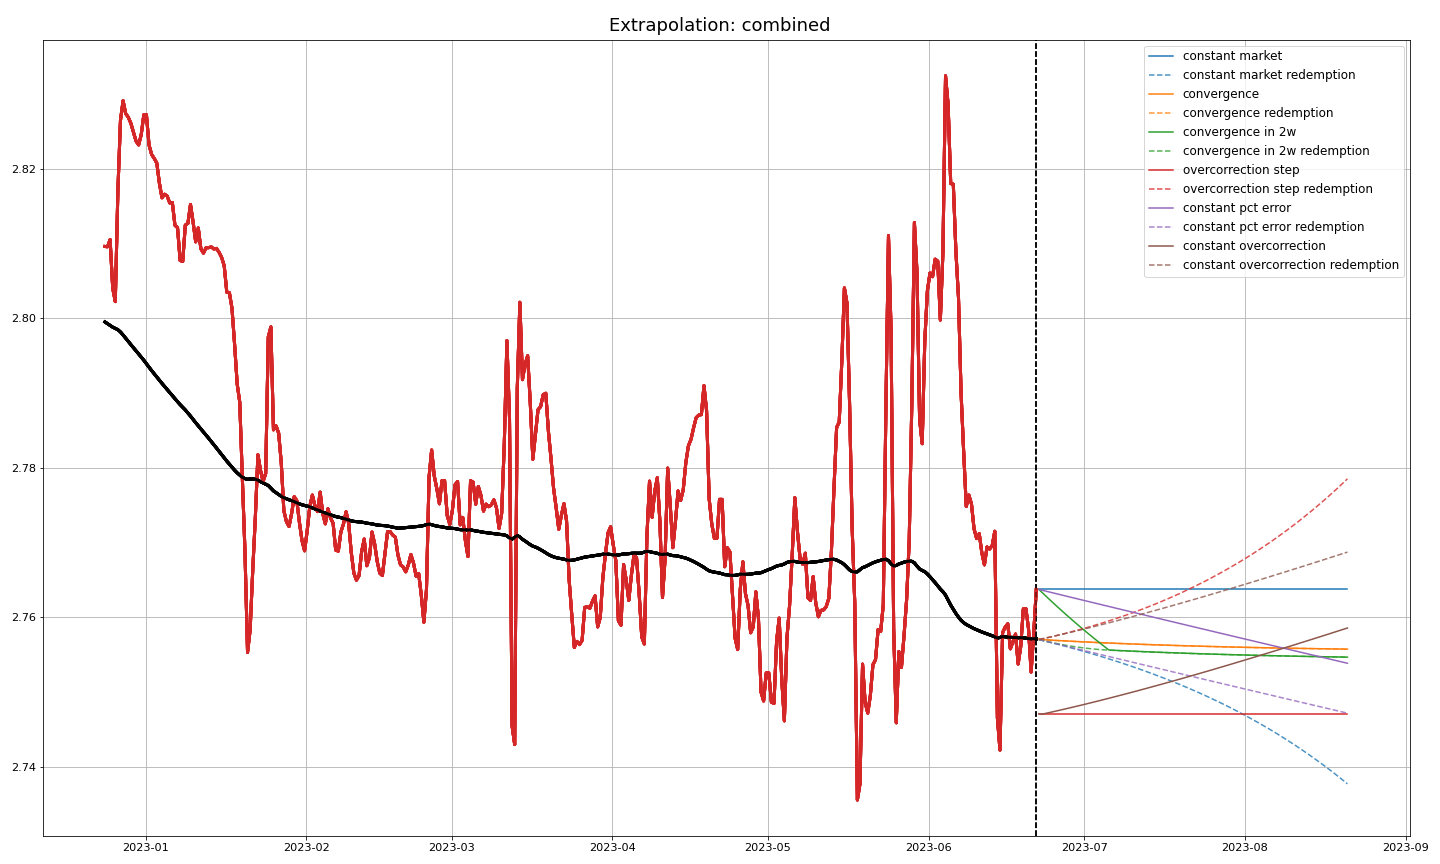 Extrapolation: combined
constant market
constant market redemption
convergence
convergence redemption
convergence in 2w
convergence in 2w redemption
overcorrection step
overcorrection step redemption
constant pct error
constant pct error redemption
constant overcorrection
constant overcorrection redemption
2.82
2.80
2.78
2.76
2.74
2023-01 2023-02 2023-03 2023-04 2023-05 2023-06 2023-07 2023-08 2023-09